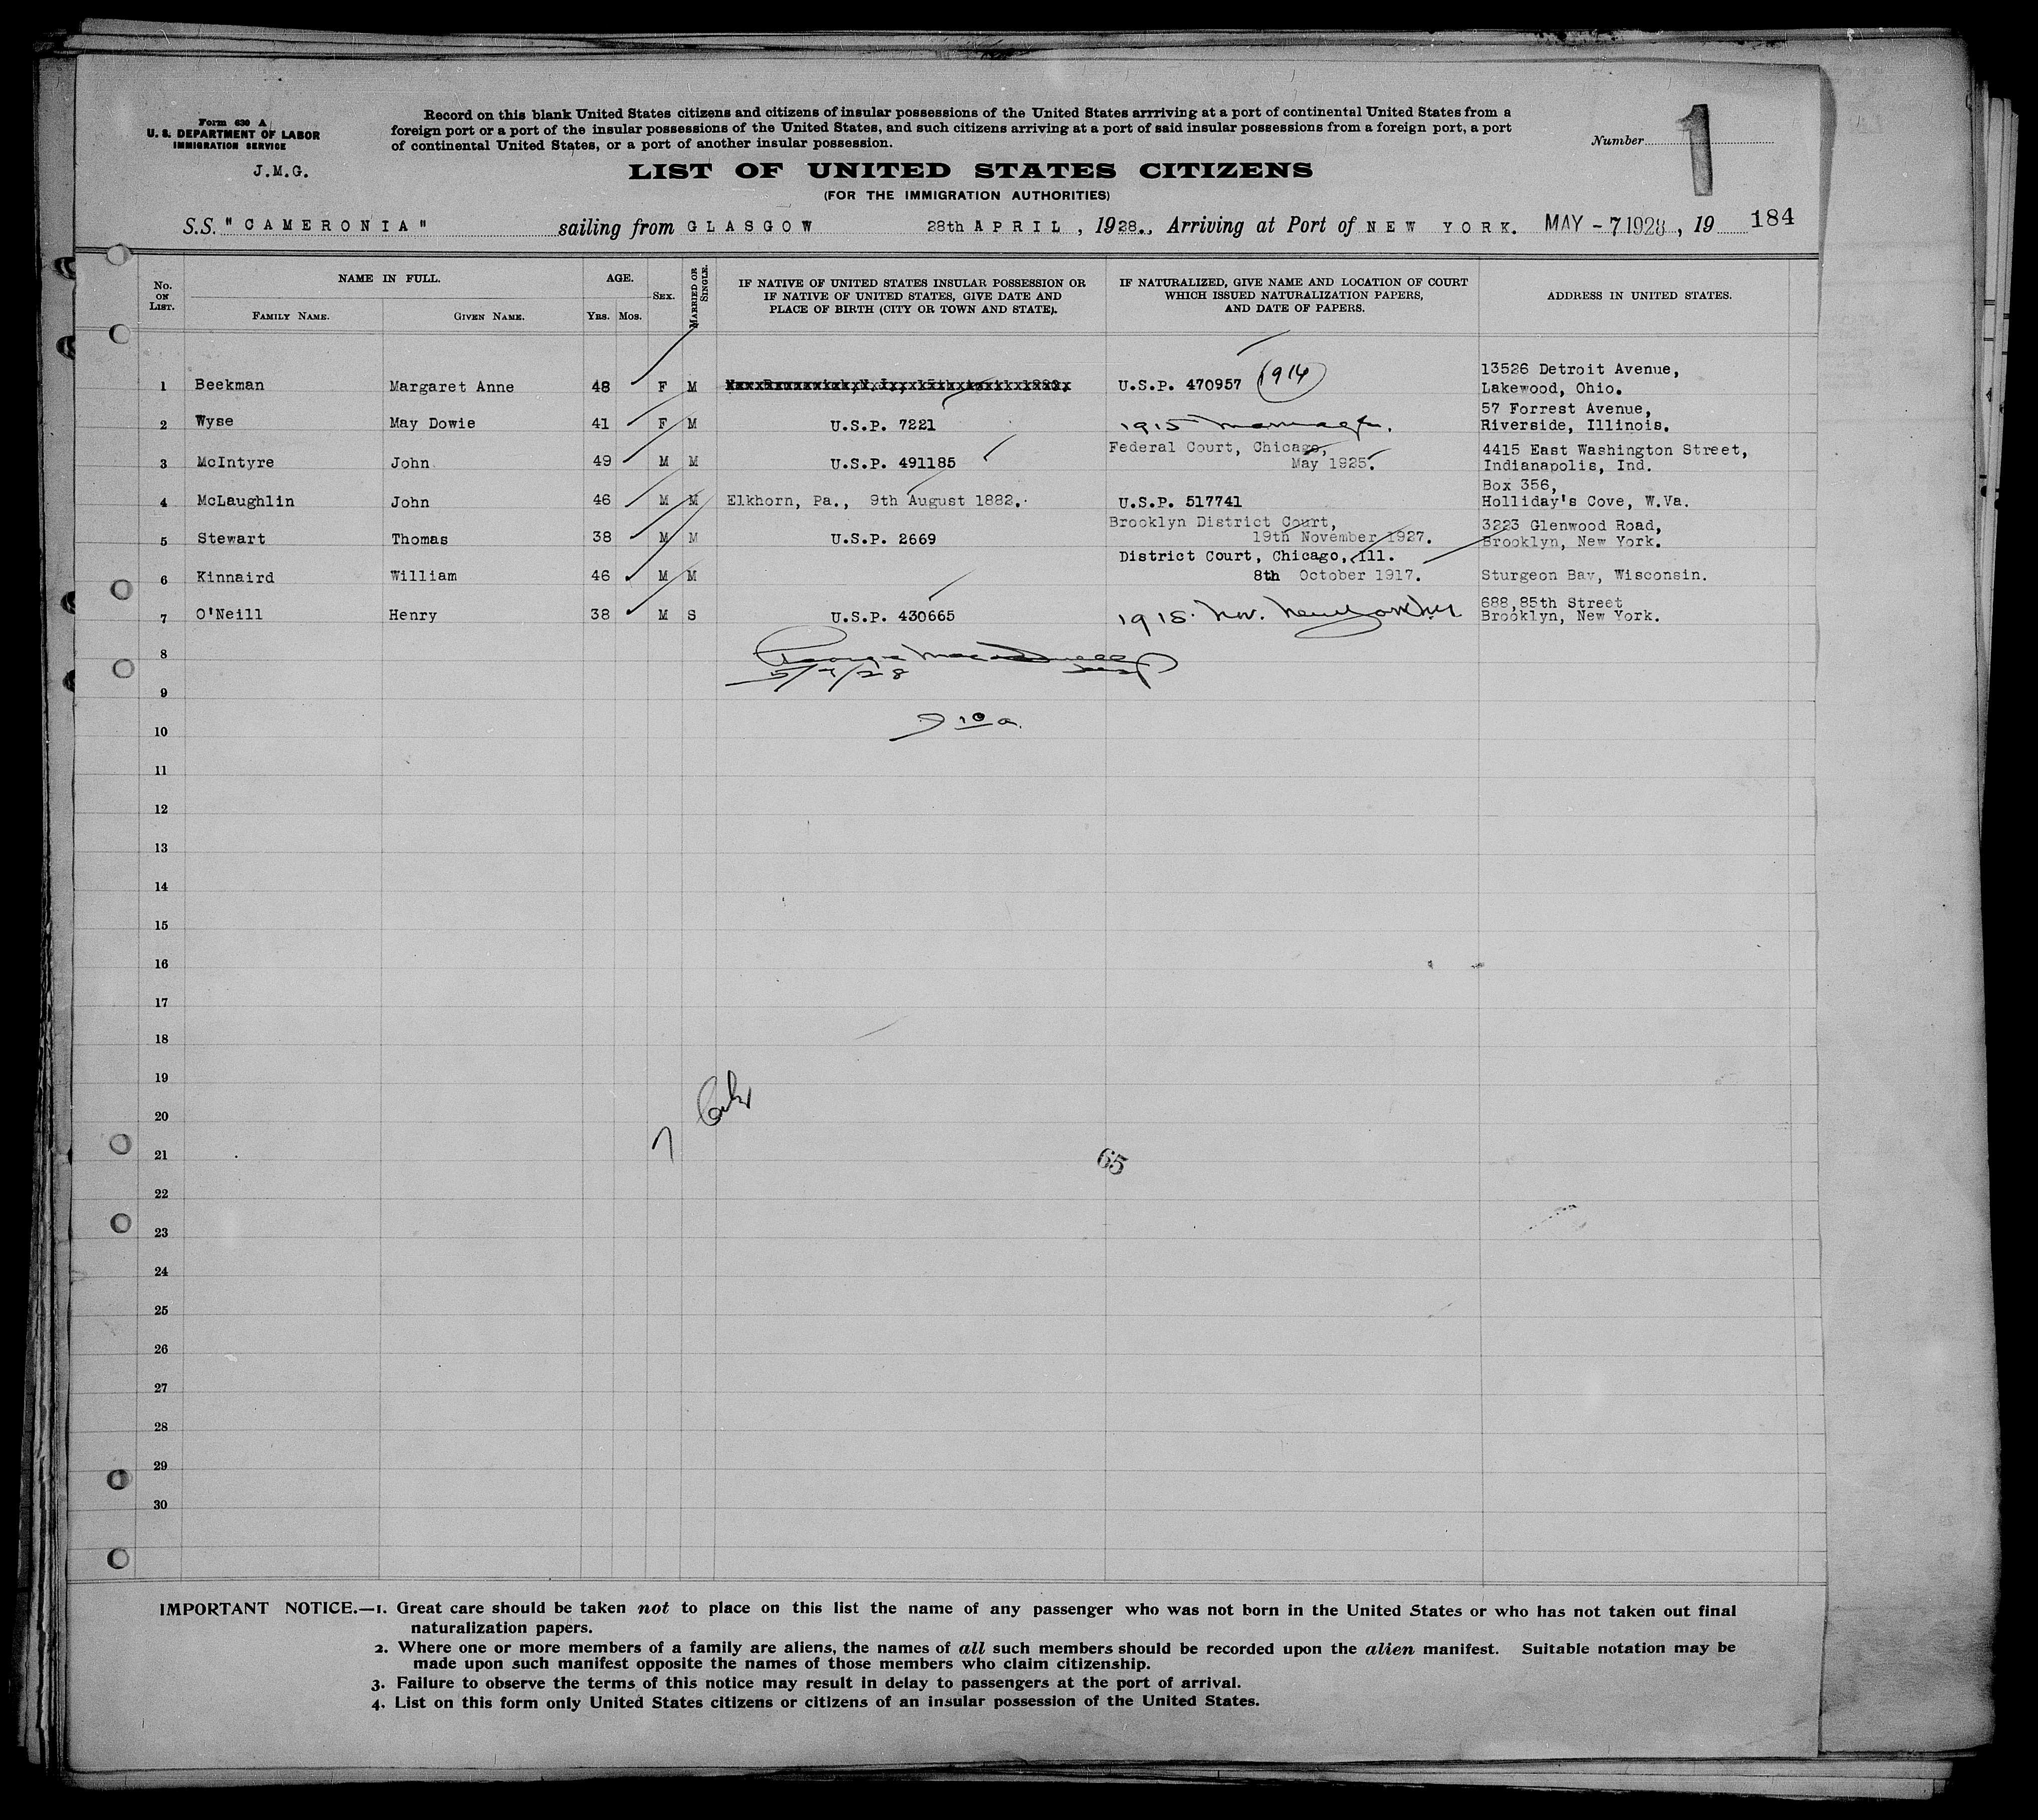 Form 630 A
U. S. DEPARTMENT OF LABOR
IMMIGRATION SERVICE
J.M.G.
Record on this blank United States citizens and citizens of insular possessions of the United States arrriving at a port of continental United States from a
foreign port or a port of the insular possessions of the United States, and such citizens arriving at a port of said insular possessions from a foreign port, a port
of continental United States, or a port of another insular possession.
Number 1
LIST OF UNITED STATES CITIZENS
(FOR THE IMMIGRATION AUTHORITIES)
S.S. "CAMERONIA" sailing from GLASGOW 28th APRIL, 1928., Arriving at Port of NEW YORK. MAY - 7 1928, 19 184
No. ON LIST.
NAME IN FULL.
FAMILY NAME.
GIVEN NAME.
AGE.
YRS. MOS.
SEX.
MARRIED OR SINGLE.
IF NATIVE OF UNITED STATES INSULAR POSSESSION OR
IF NATIVE OF UNITED STATES, GIVE DATE AND
PLACE OF BIRTH (CITY OR TOWN AND STATE).
IF NATURALIZED, GIVE NAME AND LOCATION OF COURT
WHICH ISSUED NATURALIZATION PAPERS,
AND DATE OF PAPERS.
ADDRESS IN UNITED STATES.
1 Beekman Margaret Anne 48 F M U.S.P. 470957 1914 13526 Detroit Avenue,
Lakewood, Ohio.
2 Wyse May Dowie 41 F M U.S.P. 7221 1915 marriage. 57 Forrest Avenue,
Riverside, Illinois.
3 McIntyre John 49 M M U.S.P. 491185 Federal Court, Chicago,
May 1925. 4415 East Washington Street,
Indianapolis, Ind.
4 McLaughlin John 46 M M Elkhorn, Pa., 9th August 1882. U.S.P. 517741 Box 356,
Holliday's Cove, W.Va.
5 Stewart Thomas 38 M M U.S.P. 2669 Brooklyn District Court,
19th November 1927. 3223 Glenwood Road,
Brooklyn, New York.
6 Kinnaird William 46 M M District Court, Chicago, Ill.
8th October 1917. Sturgeon Bay, Wisconsin.
7 O'Neill Henry 38 M S U.S.P. 430665 1918. Nov. New York NY 688, 85th Street
Brooklyn, New York.
8
5/7/28
9
10
11
12
13
14
15
16
17
18
19
20
7
21
65
22
23
24
25
26
27
28
29
30
IMPORTANT NOTICE.—1. Great care should be taken not to place on this list the name of any passenger who was not born in the United States or who has not taken out final
naturalization papers.
2. Where one or more members of a family are aliens, the names of all such members should be recorded upon the alien manifest. Suitable notation may be
made upon such manifest opposite the names of those members who claim citizenship.
3. Failure to observe the terms of this notice may result in delay to passengers at the port of arrival.
4. List on this form only United States citizens or citizens of an insular possession of the United States.